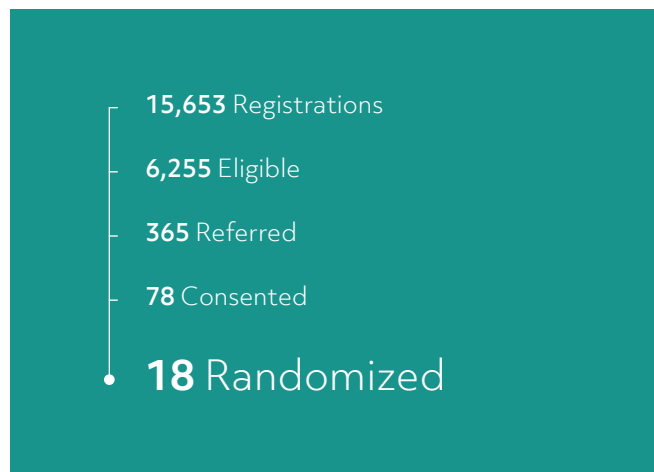 15,653 Registrations
6,255 Eligible
365 Referred
78 Consented
18 Randomized